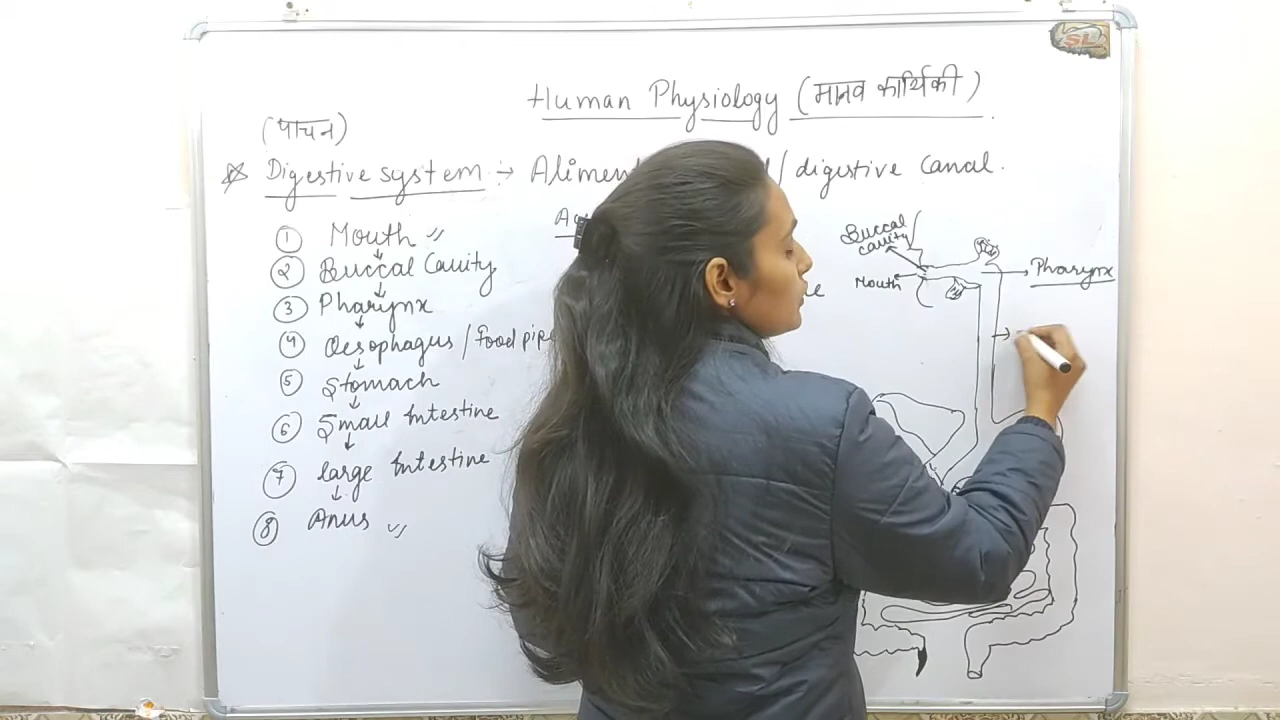 SL
Human Physiology (मानव कार्यिकी)
(पाचन)
Digestive system :→ Alimen / digestive canal.
① Mouth
② Buccal Cavity
③ Pharynx
④ Oesophagus / Food pipe
⑤ Stomach
⑥ Small Intestine
⑦ large Intestine
⑧ Anus
Buccal
cavity
Mouth
Pharynx